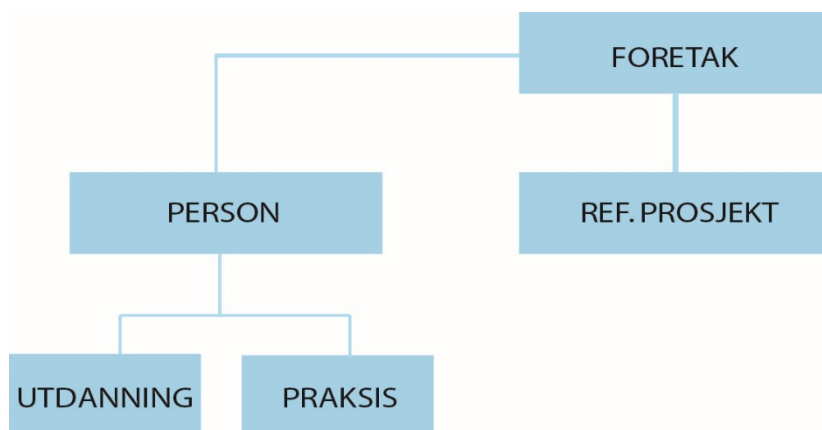 FORETAK
PERSON
REF. PROSJEKT
UTDANNING
PRAKSIS